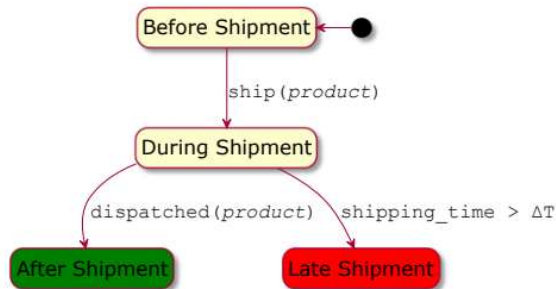 Before Shipment
ship(product)
During Shipment
dispatched(product)
shipping_time > ΔT
After Shipment
Late Shipment